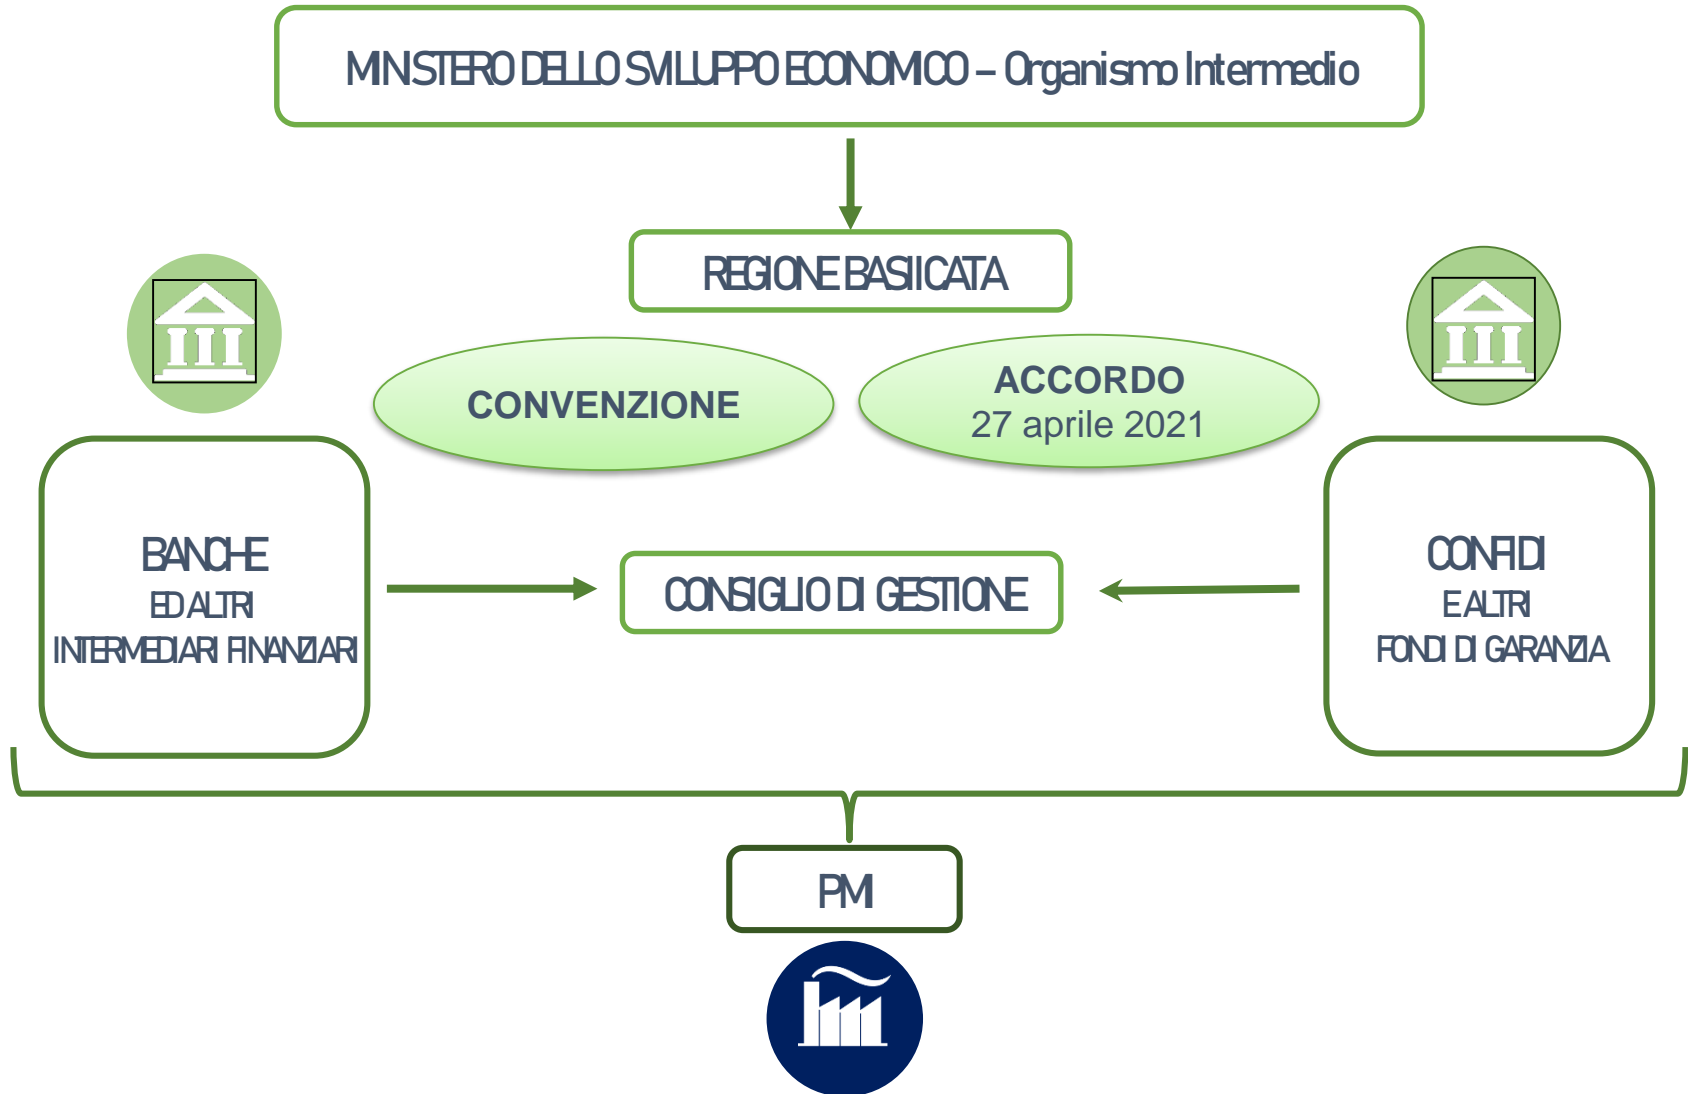 MINISTERO DELLO SVILUPPO ECONOMICO – Organismo Intermedio
REGIONE BASIICATA
CONVENZIONE
ACCORDO
27 aprile 2021
BANCHE
ED ALTRI
INTERMEDIARI FINANZIARI
CONSIGLIO DI GESTIONE
CONFIDI
E ALTRI
FONDI DI GARANZIA
PMI